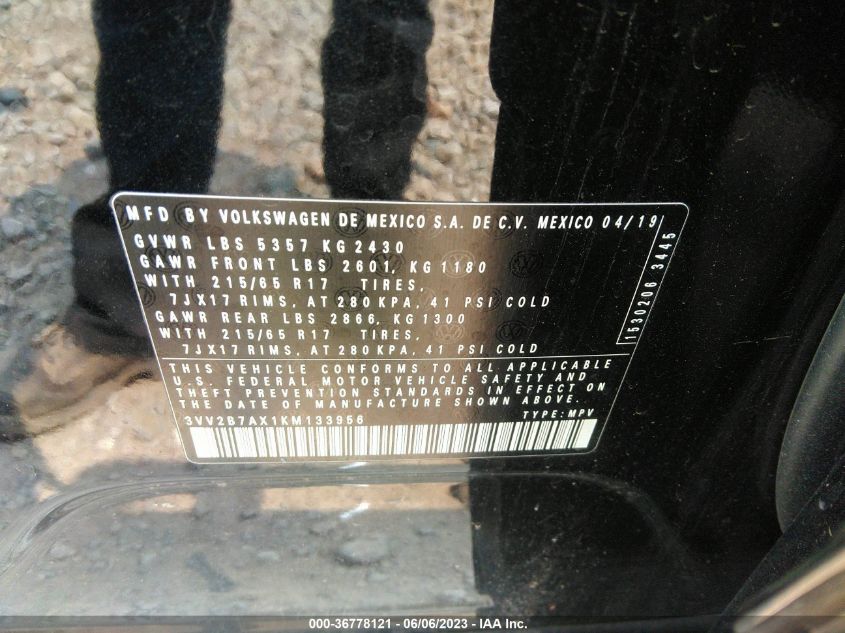 MFD BY VOLKSWAGEN DE MEXICO S.A. DE C.V. MEXICO 04/19
GVWR LBS 5357 KG 2430
GAWR FRONT LBS 2601, KG 1180
WITH 215/65 R17 TIRES,
7JX17 RIMS, AT 280 KPA, 41 PSI COLD
GAWR REAR LBS 2866, KG 1300
WITH 215/65 R17 TIRES,
7JX17 RIMS, AT 280 KPA, 41 PSI COLD
THIS VEHICLE CONFORMS TO ALL APPLICABLE
U.S. FEDERAL MOTOR VEHICLE SAFETY AND
THEFT PREVENTION STANDARDS IN EFFECT ON
THE DATE OF MANUFACTURE SHOWN ABOVE.
3VV2B7AX1KM133956 TYPE: MPV
1530206 3445
000-36778121 - 06/06/2023 - IAA Inc.